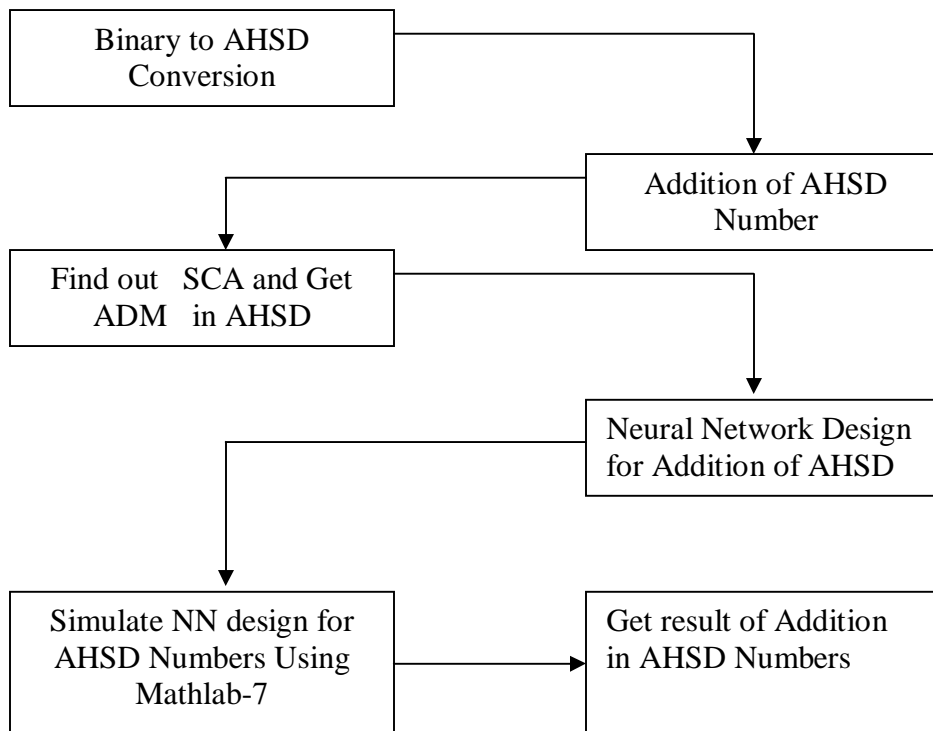 Binary to AHSD
Conversion
Addition of AHSD
Number
Find out SCA and Get
ADM in AHSD
Neural Network Design
for Addition of AHSD
Simulate NN design for
AHSD Numbers Using
Mathlab-7
Get result of Addition
in AHSD Numbers